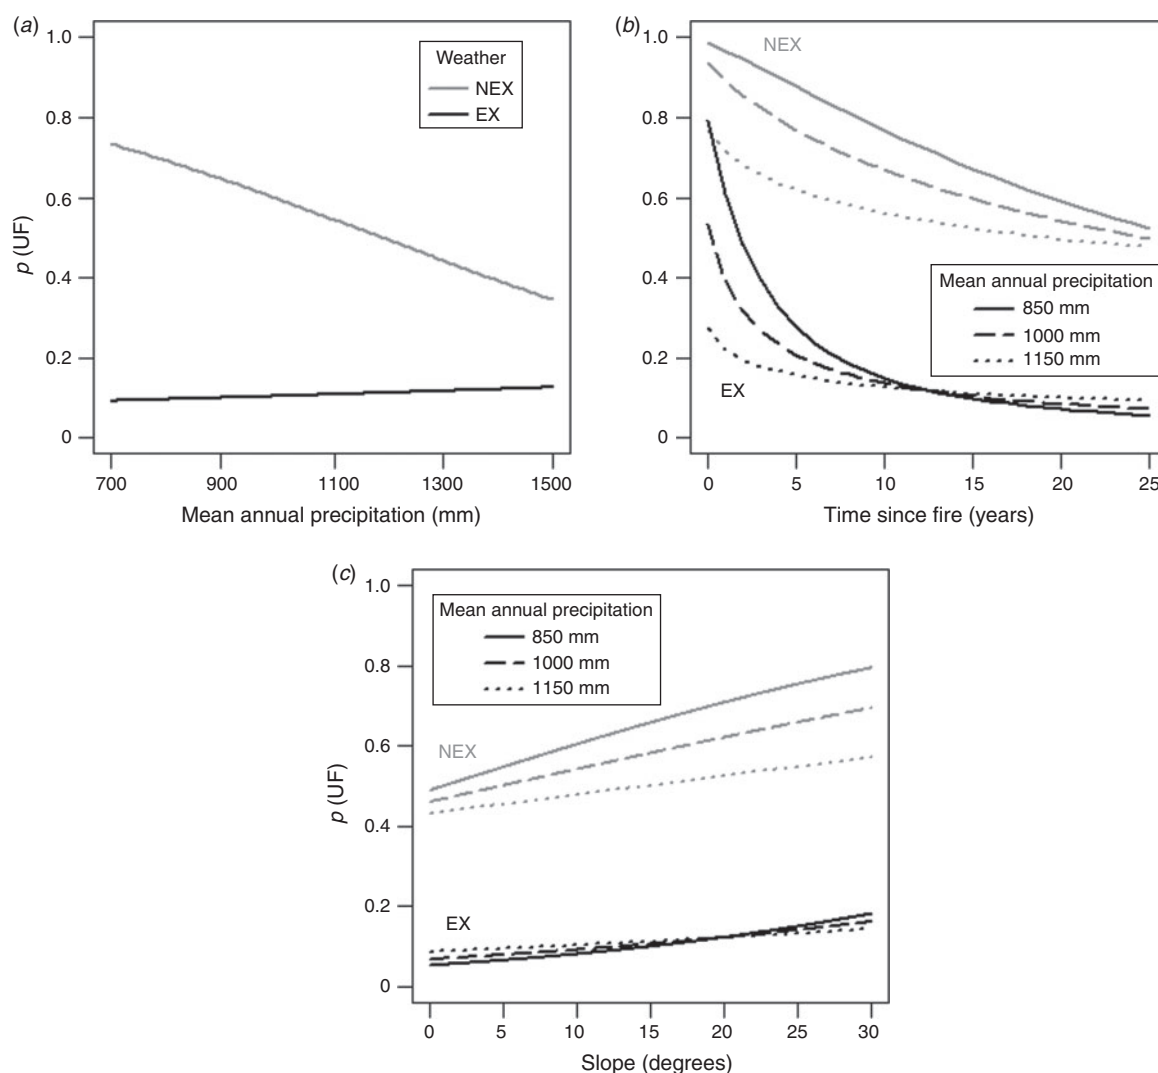 (a)
1.0
0.8
0.6
0.4
0.2
0
p (UF)
Weather
NEX
EX
700
900
1100
1300
1500
Mean annual precipitation (mm)
(b)
1.0
0.8
0.6
0.4
0.2
0
NEX
Mean annual precipitation
850 mm
1000 mm
1150 mm
EX
0
5
10
15
20
25
Time since fire (years)
(c)
1.0
0.8
0.6
0.4
0.2
0
p (UF)
Mean annual precipitation
850 mm
1000 mm
1150 mm
NEX
EX
0
5
10
15
20
25
30
Slope (degrees)